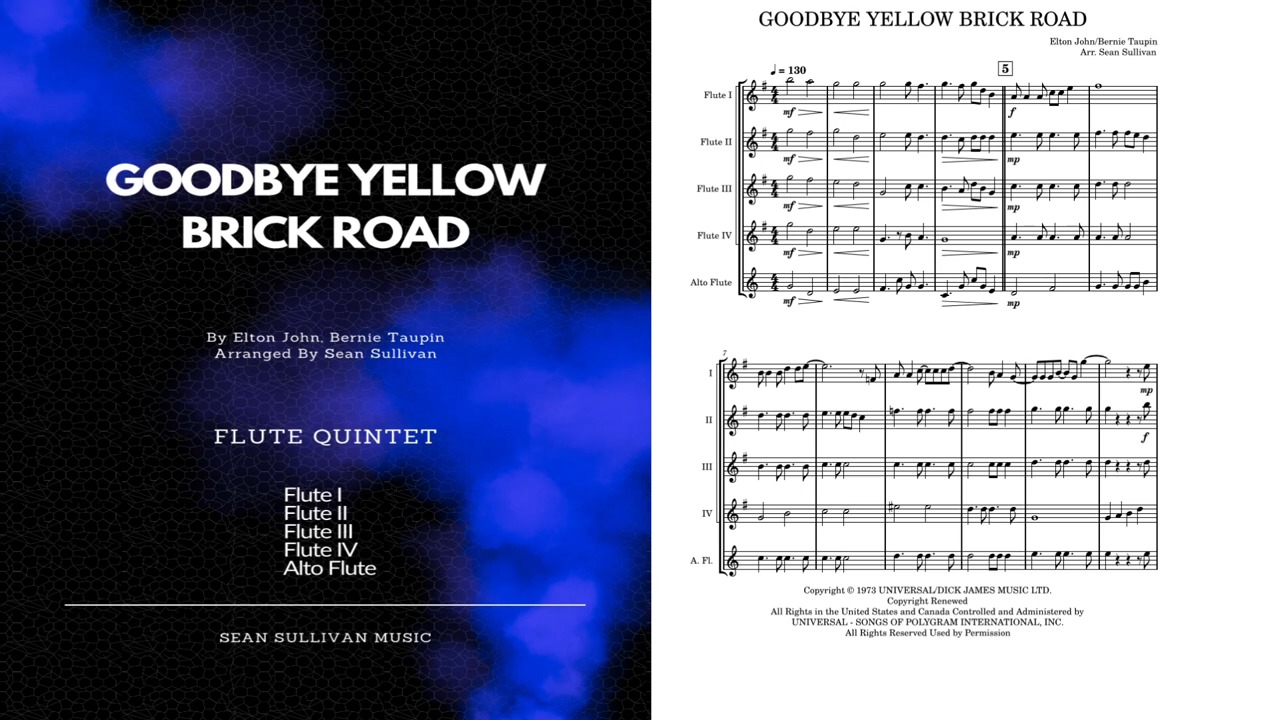 GOODBYE YELLOW
BRICK ROAD
By Elton John, Bernie Taupin
Arranged By Sean Sullivan
FLUTE QUINTET
Flute I
Flute II
Flute III
Flute IV
Alto Flute
SEAN SULLIVAN MUSIC
GOODBYE YELLOW BRICK ROAD
Elton John/Bernie Taupin
Arr. Sean Sullivan
♩ = 130
5
Flute I
mf
f
Flute II
mf
mp
Flute III
mf
mp
Flute IV
mf
mp
Alto Flute
mf
mp
7
I
mp
II
f
III
IV
A. Fl.
Copyright © 1973 UNIVERSAL/DICK JAMES MUSIC LTD.
Copyright Renewed
All Rights in the United States and Canada Controlled and Administered by
UNIVERSAL - SONGS OF POLYGRAM INTERNATIONAL, INC.
All Rights Reserved Used by Permission